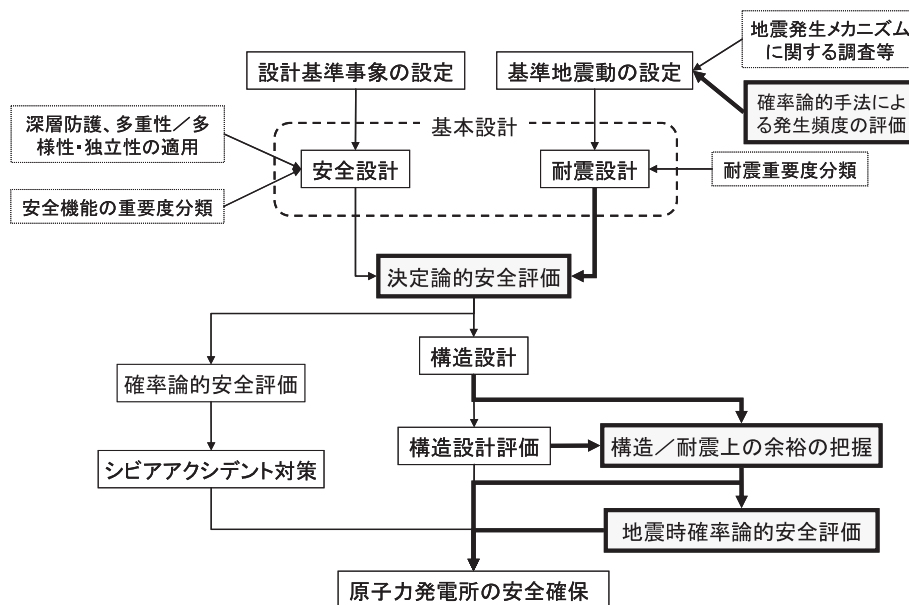 設計基準事象の設定
基準地震動の設定
地震発生メカニズム
に関する調査等
確率論的手法によ
る発生頻度の評価
深層防護、多重性／多
様性・独立性の適用
基本設計
安全設計
耐震設計
耐震重要度分類
安全機能の重要度分類
決定論的安全評価
構造設計
確率論的安全評価
構造設計評価
構造／耐震上の余裕の把握
シビアアクシデント対策
地震時確率論的安全評価
原子力発電所の安全確保